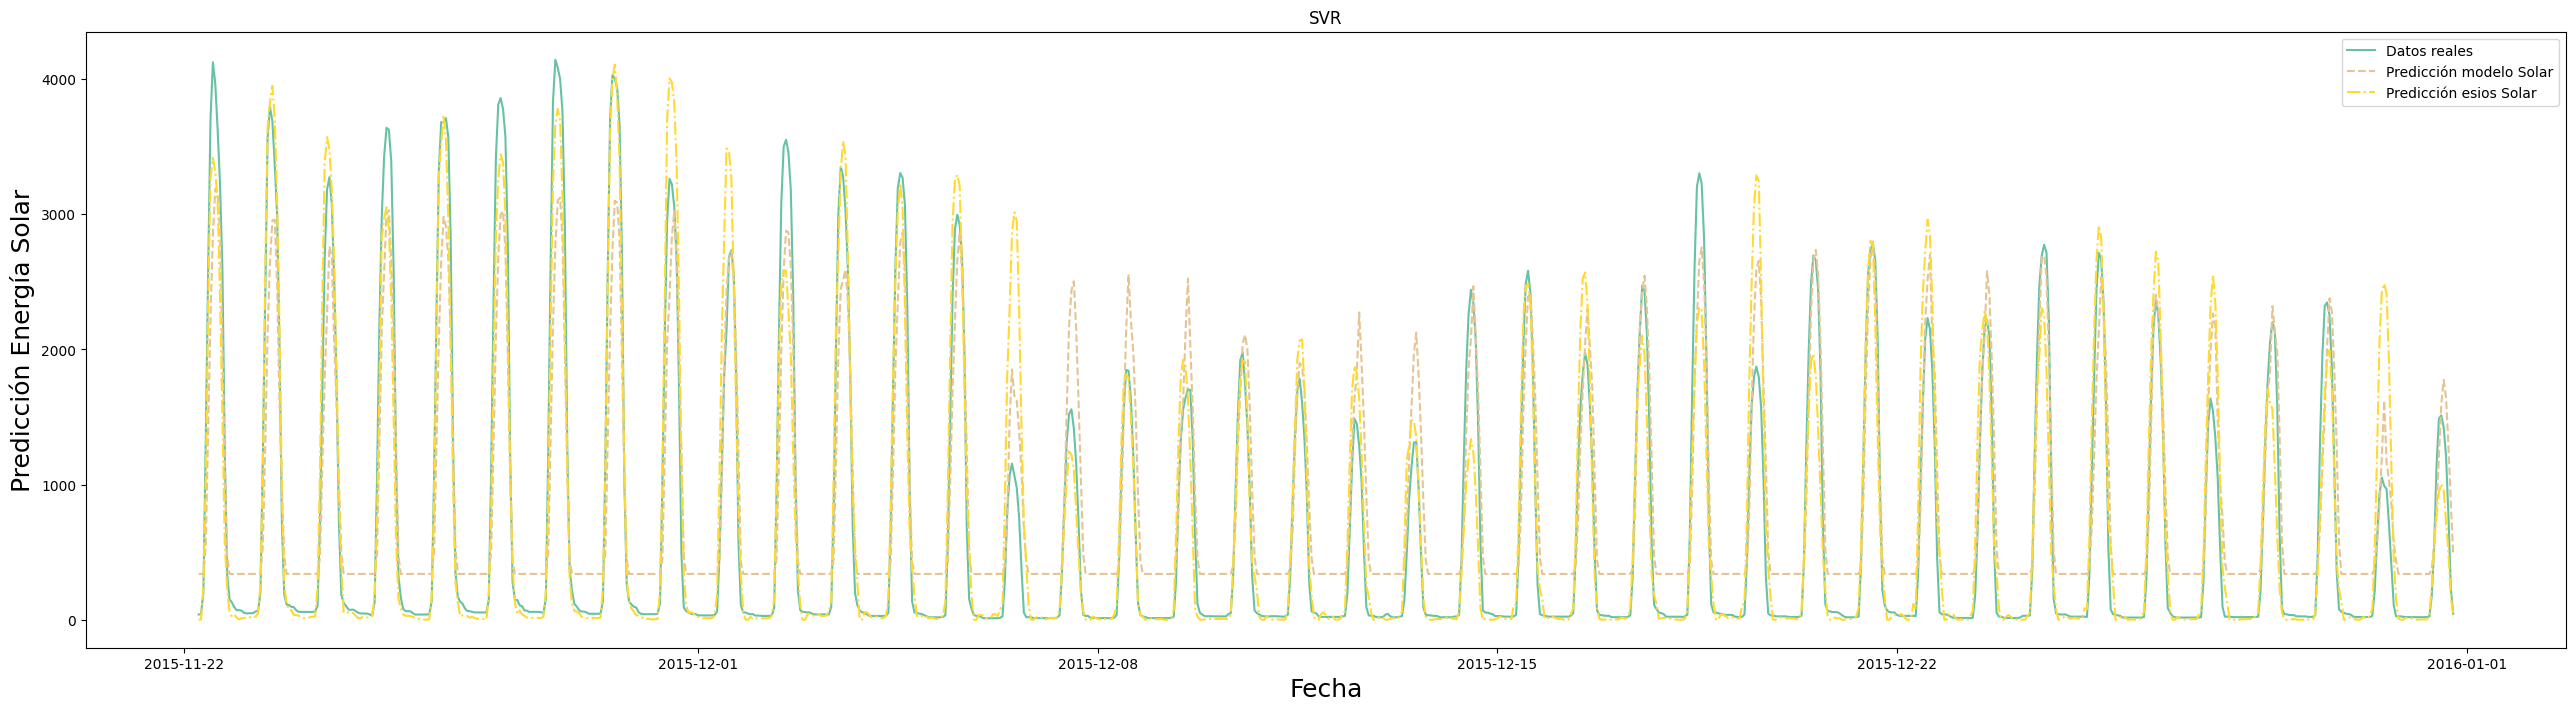 SVR
Datos reales
Predicción modelo Solar
Predicción esios Solar
Predicción Energía Solar
4000
3000
2000
1000
0
2015-11-22
2015-12-01
2015-12-08
2015-12-15
2015-12-22
2016-01-01
Fecha